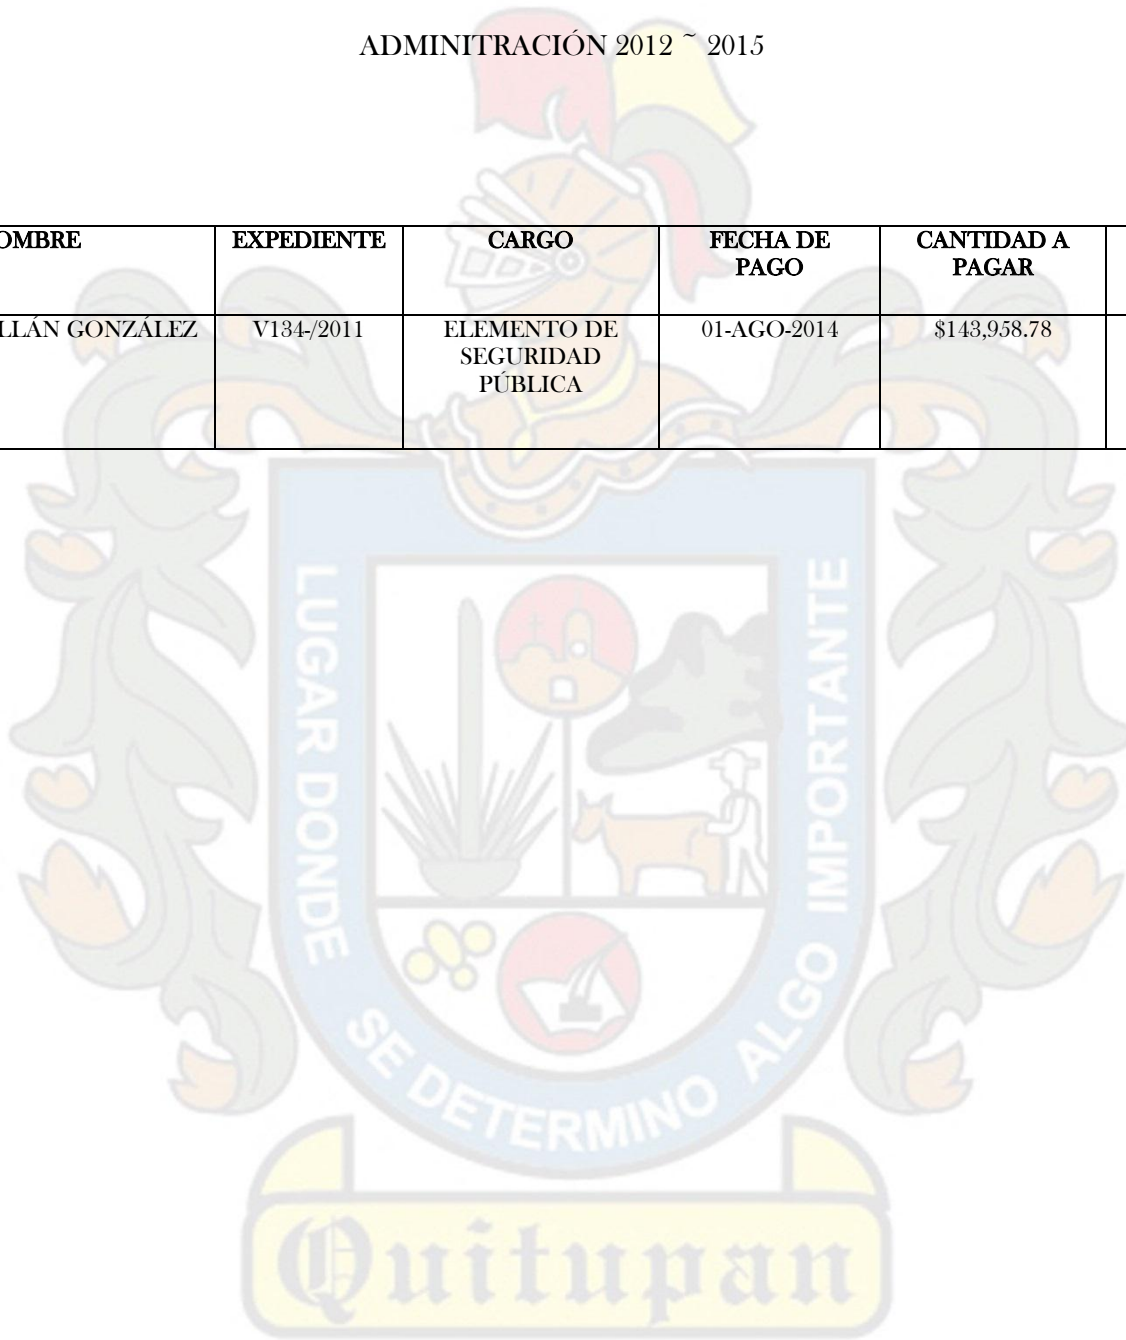 ADMINITRACIÓN 2012 ~ 2015
OMBRE EXPEDIENTE CARGO FECHA DE PAGO CANTIDAD A PAGAR
LLÁN GONZÁLEZ V134-/2011 ELEMENTO DE SEGURIDAD PÚBLICA 01-AGO-2014 $143,958.78
LUGAR DONDE SE DETERMINO ALGO IMPORTANTE
Quitupan